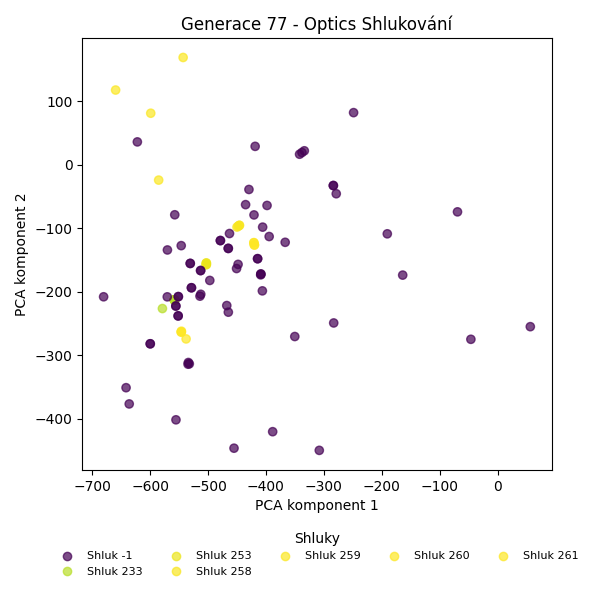 Generace 77 - Optics Shlukování
PCA komponent 2
100
0
−100
−200
−300
−400
−700 −600 −500 −400 −300 −200 −100 0
PCA komponent 1
Shluky
Shluk -1 Shluk 253 Shluk 259 Shluk 260 Shluk 261
Shluk 233 Shluk 258